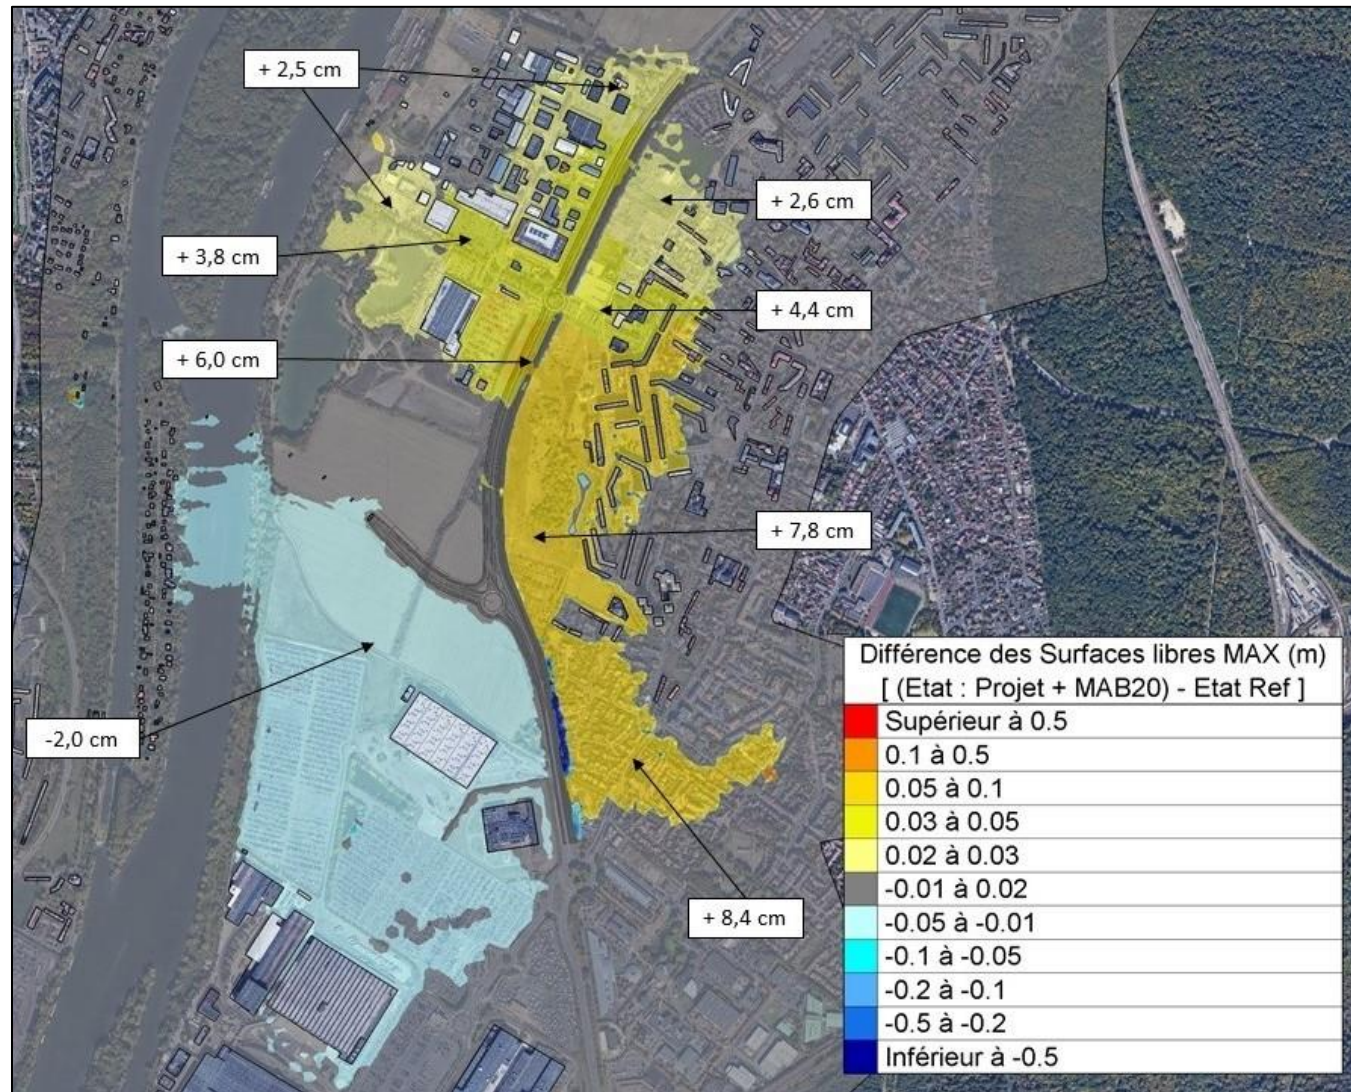 + 2,5 cm
+ 2,6 cm
+ 3,8 cm
+ 4,4 cm
+ 6,0 cm
+ 7,8 cm
-2,0 cm
+ 8,4 cm
Différence des Surfaces libres MAX (m)
[ (Etat : Projet + MAB20) - Etat Ref ]
Supérieur à 0.5
0.1 à 0.5
0.05 à 0.1
0.03 à 0.05
0.02 à 0.03
-0.01 à 0.02
-0.05 à -0.01
-0.1 à -0.05
-0.2 à -0.1
-0.5 à -0.2
Inférieur à -0.5